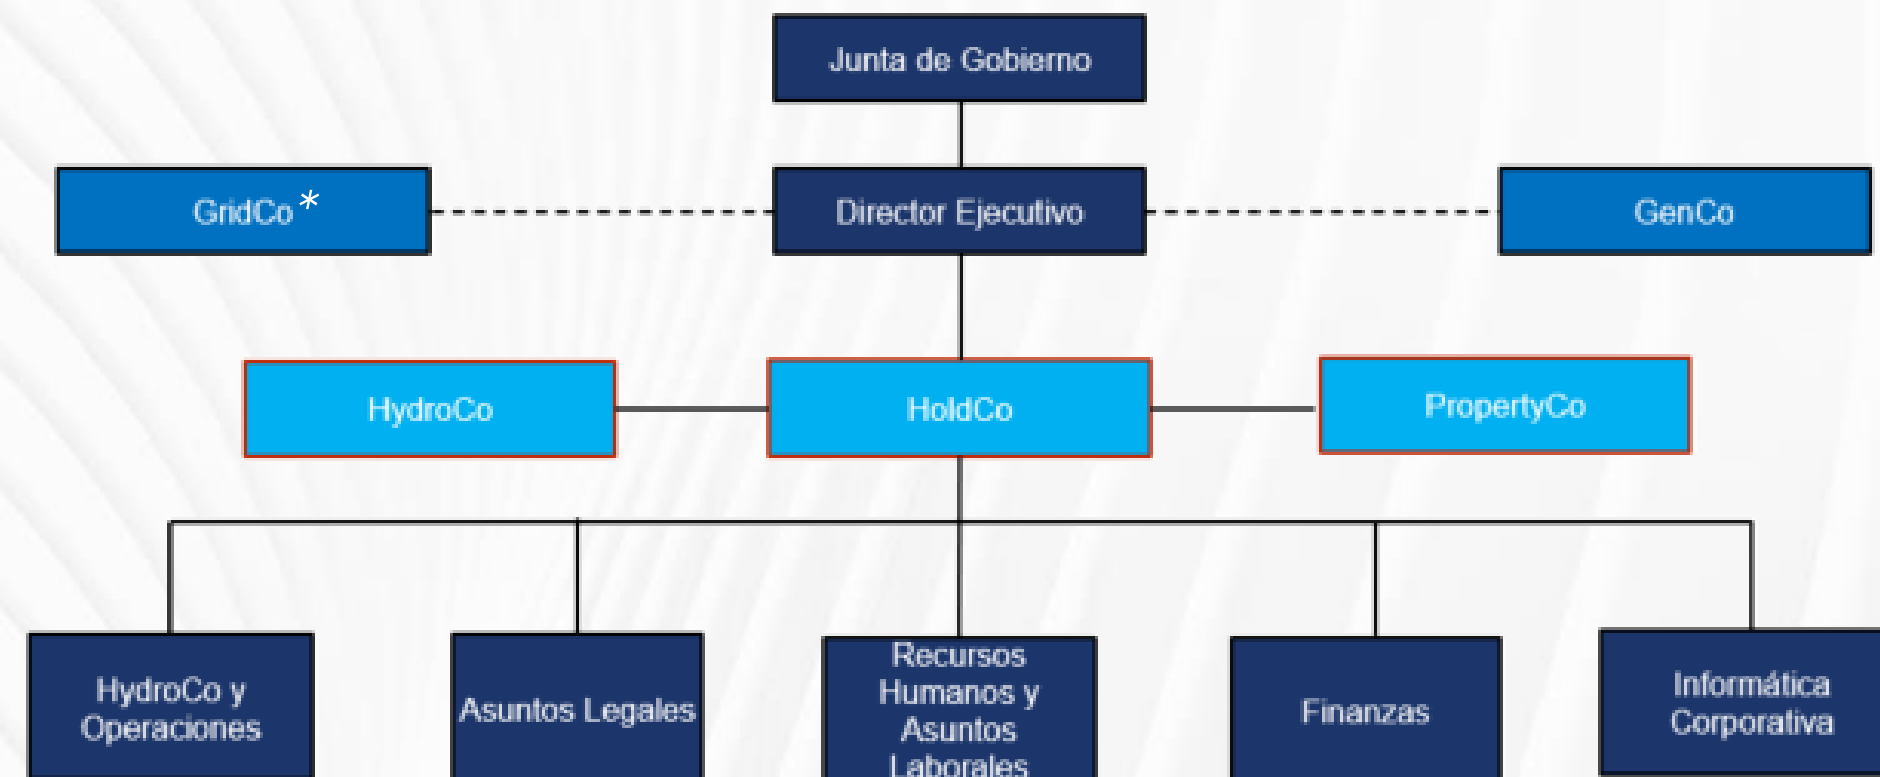 Junta de Gobierno
GridCo*
Director Ejecutivo
GenCo
HydroCo
HoldCo
PropertyCo
HydroCo y
Operaciones
Asuntos Legales
Recursos
Humanos y
Asuntos
Laborales
Finanzas
Informática
Corporativa